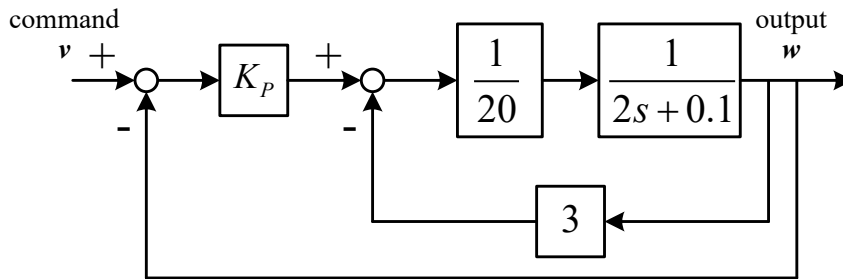 command
v
+
-
K_P
+
-
1
20
1
2s + 0.1
output
w
3